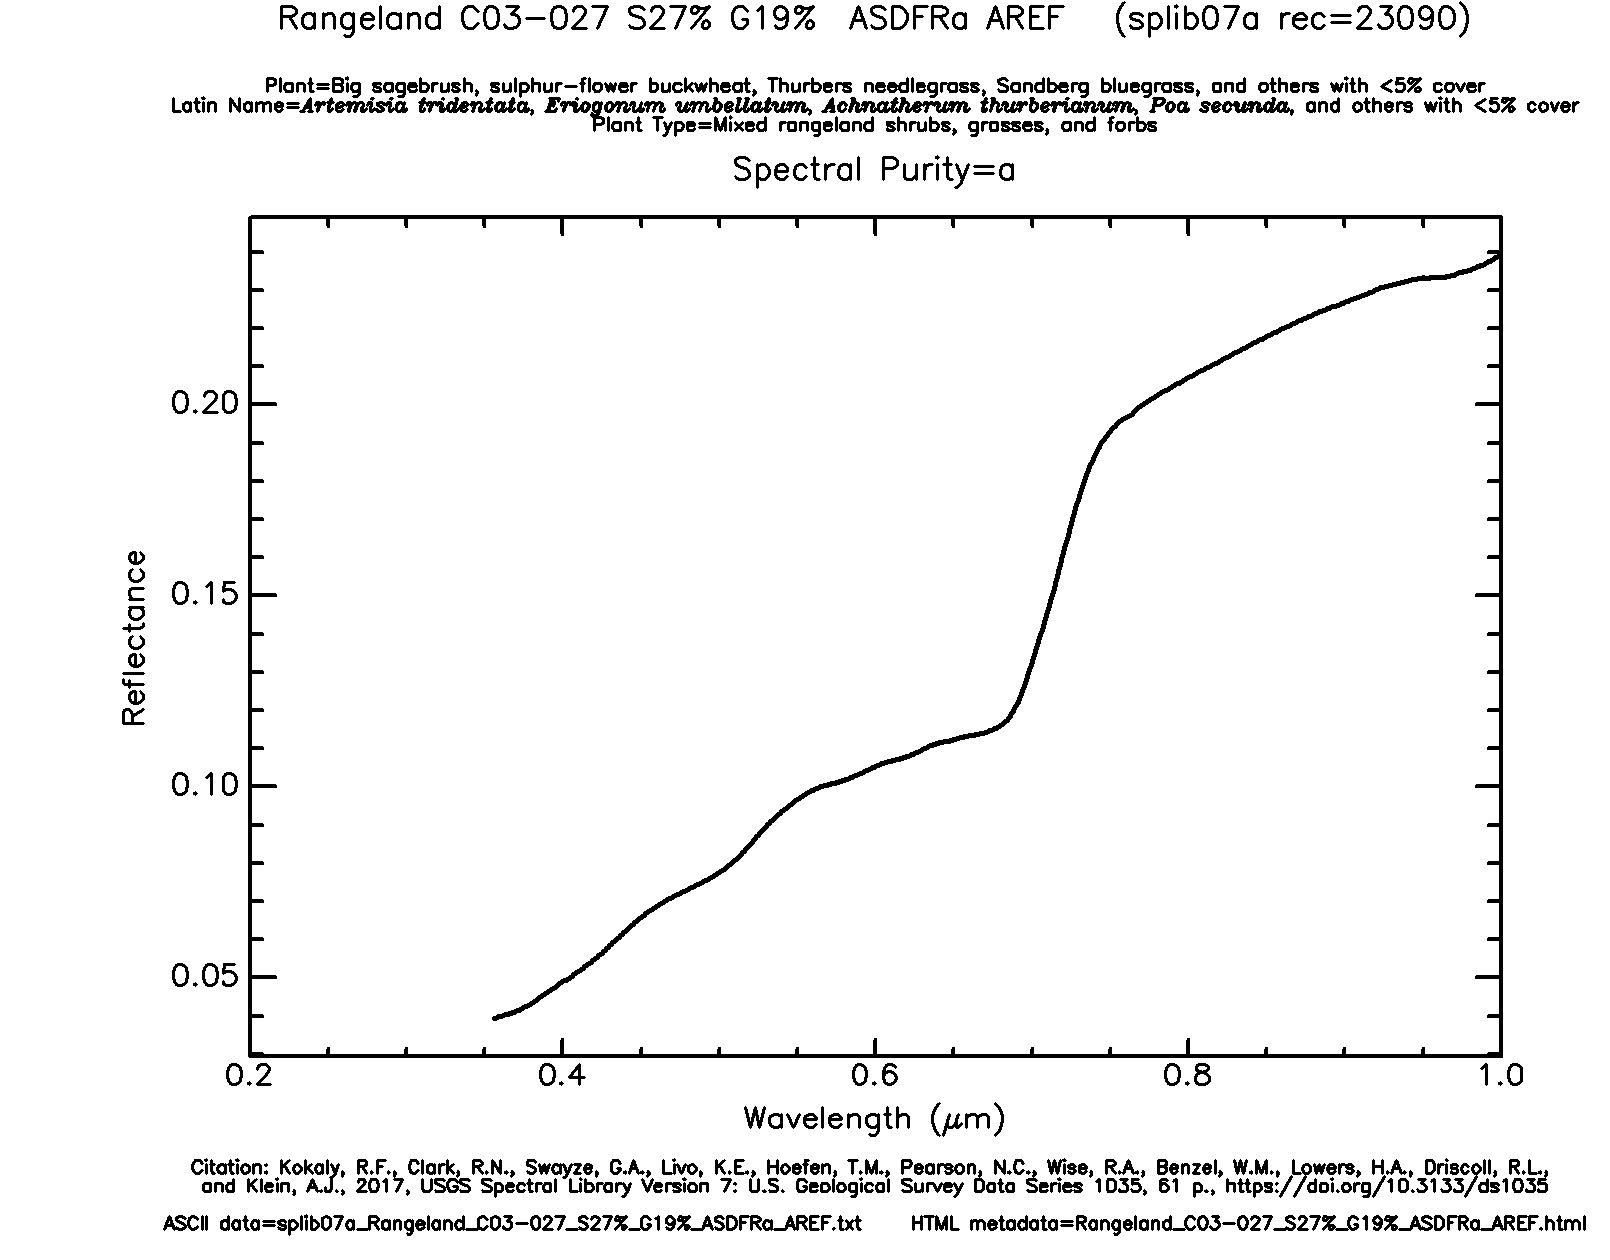 Rangeland C03-027 S27% G19% ASDFRa AREF (splib07a rec=23090)
Plant=Big sagebrush, sulphur-flower buckwheat, Thurbers needlegrass, Sandberg bluegrass, and others with <5% cover
Latin Name=Artemisia tridentata, Eriogonum umbellatum, Achnatherum thurberianum, Poa secunda, and others with <5% cover
Plant Type=Mixed rangeland shrubs, grasses, and forbs
Spectral Purity=a
0.20
0.15
0.10
0.05
Reflectance
0.2 0.4 0.6 0.8 1.0
Wavelength (μm)
Citation: Kokaly, R.F., Clark, R.N., Swayze, G.A., Livo, K.E., Hoefen, T.M., Pearson, N.C., Wise, R.A., Benzel, W.M., Lowers, H.A., Driscoll, R.L.,
and Klein, A.J., 2017, USGS Spectral Library Version 7: U.S. Geological Survey Data Series 1035, 61 p., https://doi.org/10.3133/ds1035
ASCII data=splib07a_Rangeland_C03-027_S27%_G19%_ASDFRa_AREF.txt HTML metadata=Rangeland_C03-027_S27%_G19%_ASDFRa_AREF.html